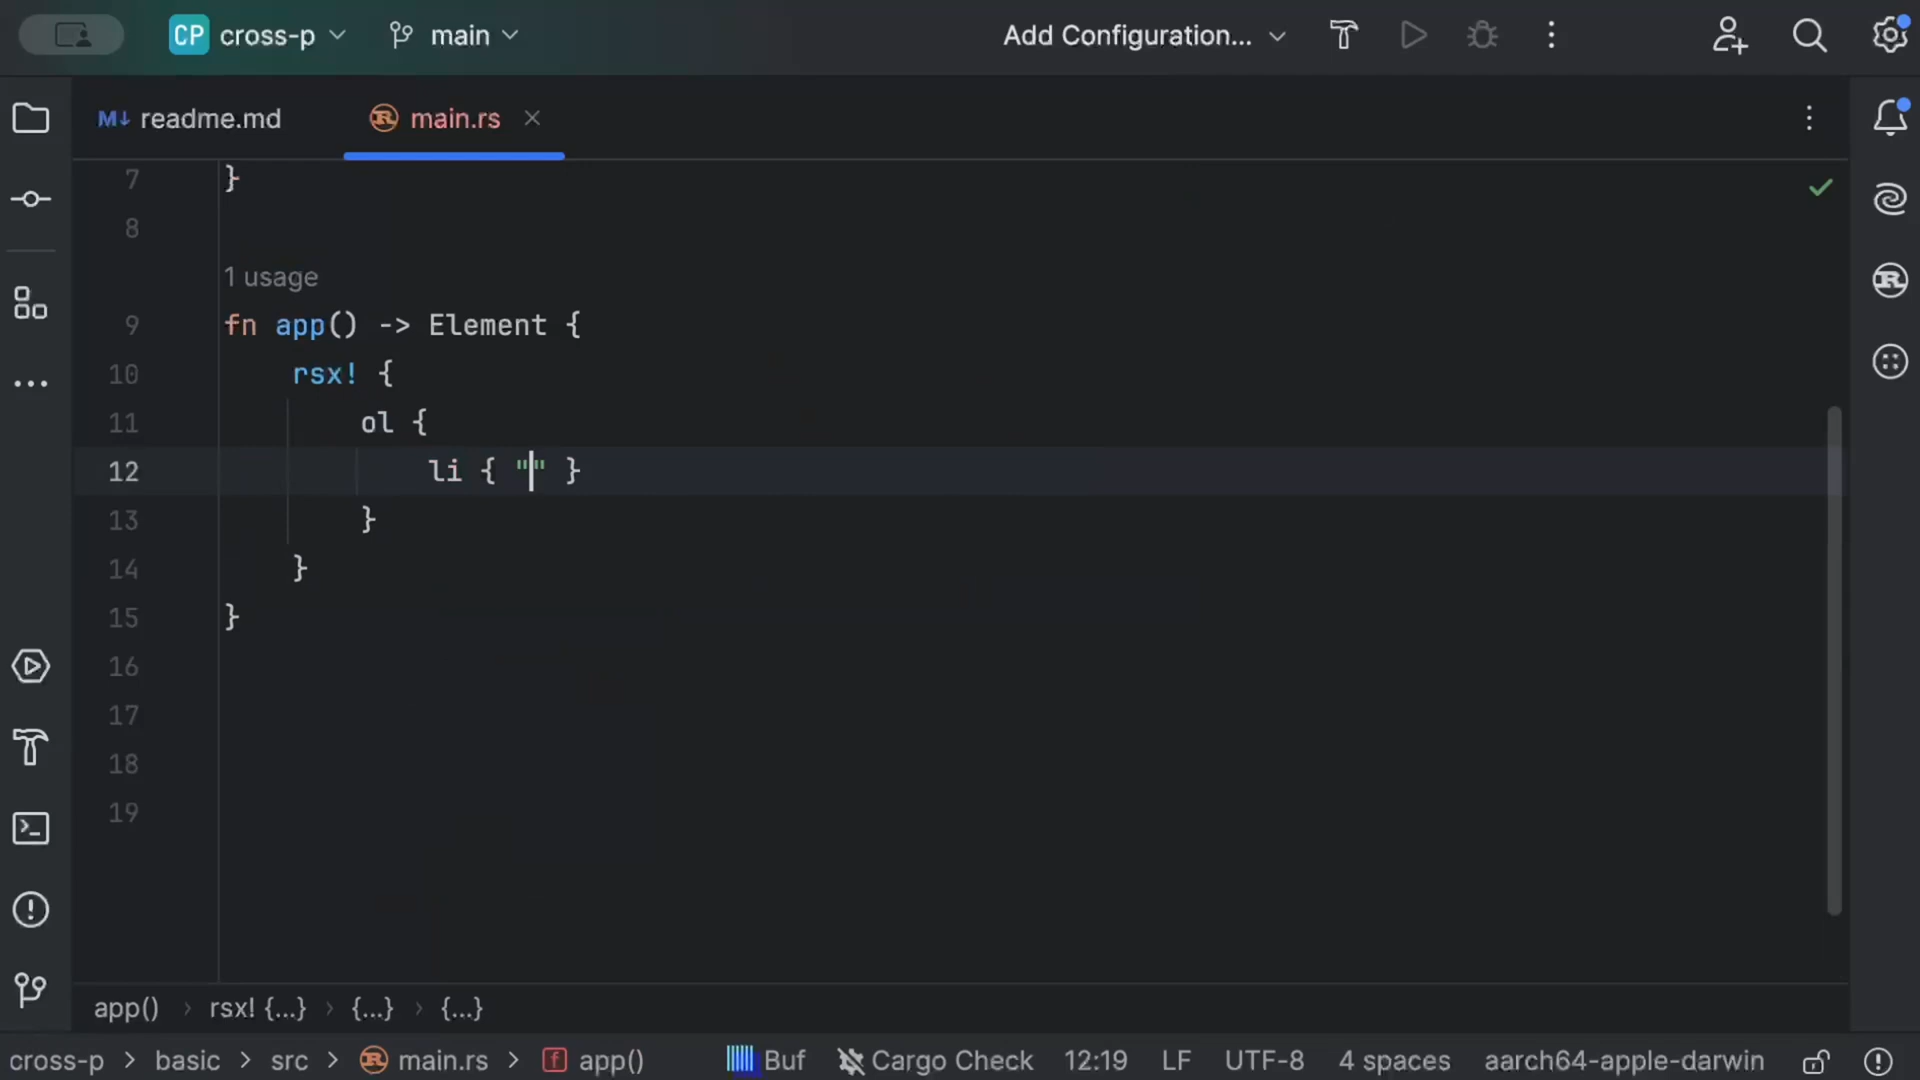 CP cross-p main Add Configuration...
M↓ readme.md main.rs
7 }
8
1 usage
9 fn app() -> Element {
10 rsx! {
11 ol {
12 li { "" }
13 }
14 }
15 }
16
17
18
19
app() › rsx! {...} › {...} › {...}
cross-p > basic > src > main.rs > f app() Buf Cargo Check 12:19 LF UTF-8 4 spaces aarch64-apple-darwin